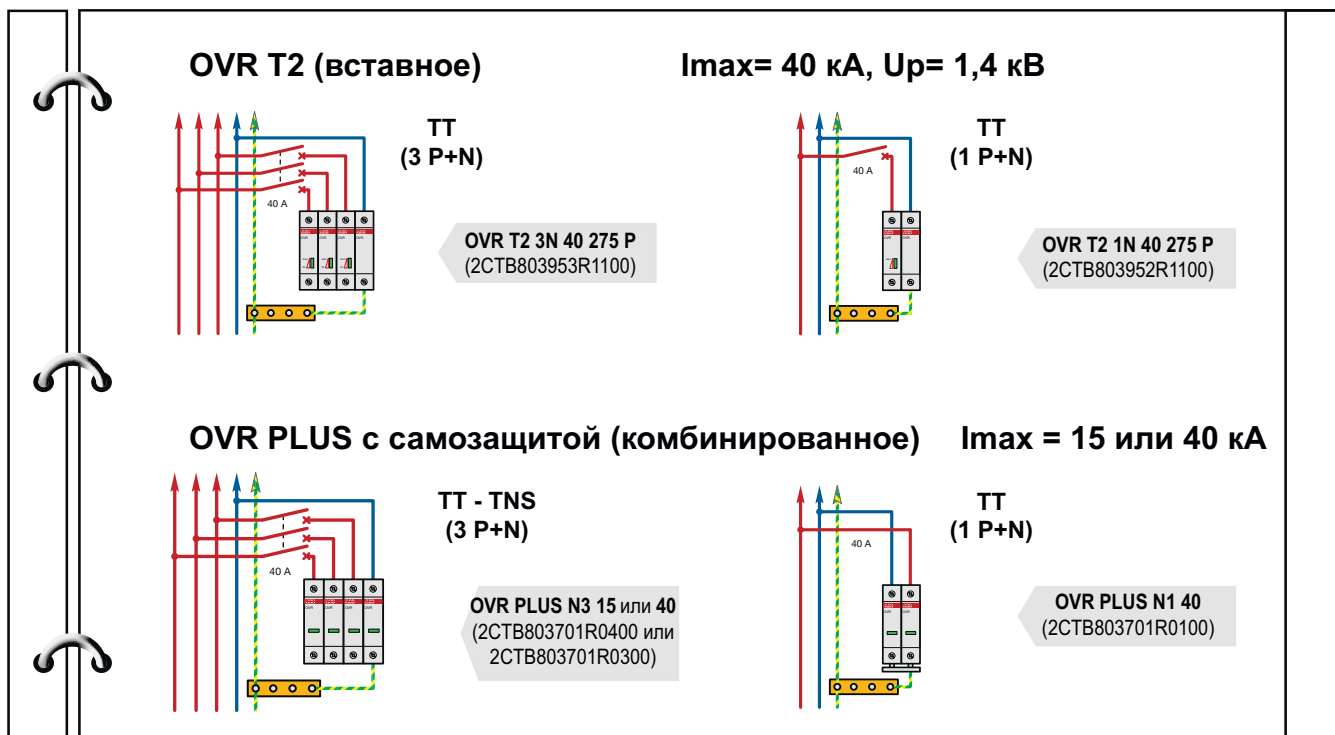 OVR T2 (вставное)
Imax= 40 кА, Up= 1,4 кВ
TT
(3 P+N)
40 A
OVR T2 3N 40 275 P
(2CTB803953R1100)
TT
(1 P+N)
40 A
OVR T2 1N 40 275 P
(2CTB803952R1100)
OVR PLUS с самозащитой (комбинированное)
Imax = 15 или 40 кА
TT - TNS
(3 P+N)
40 A
OVR PLUS N3 15 или 40
(2CTB803701R0400 или
2CTB803701R0300)
TT
(1 P+N)
40 A
OVR PLUS N1 40
(2CTB803701R0100)